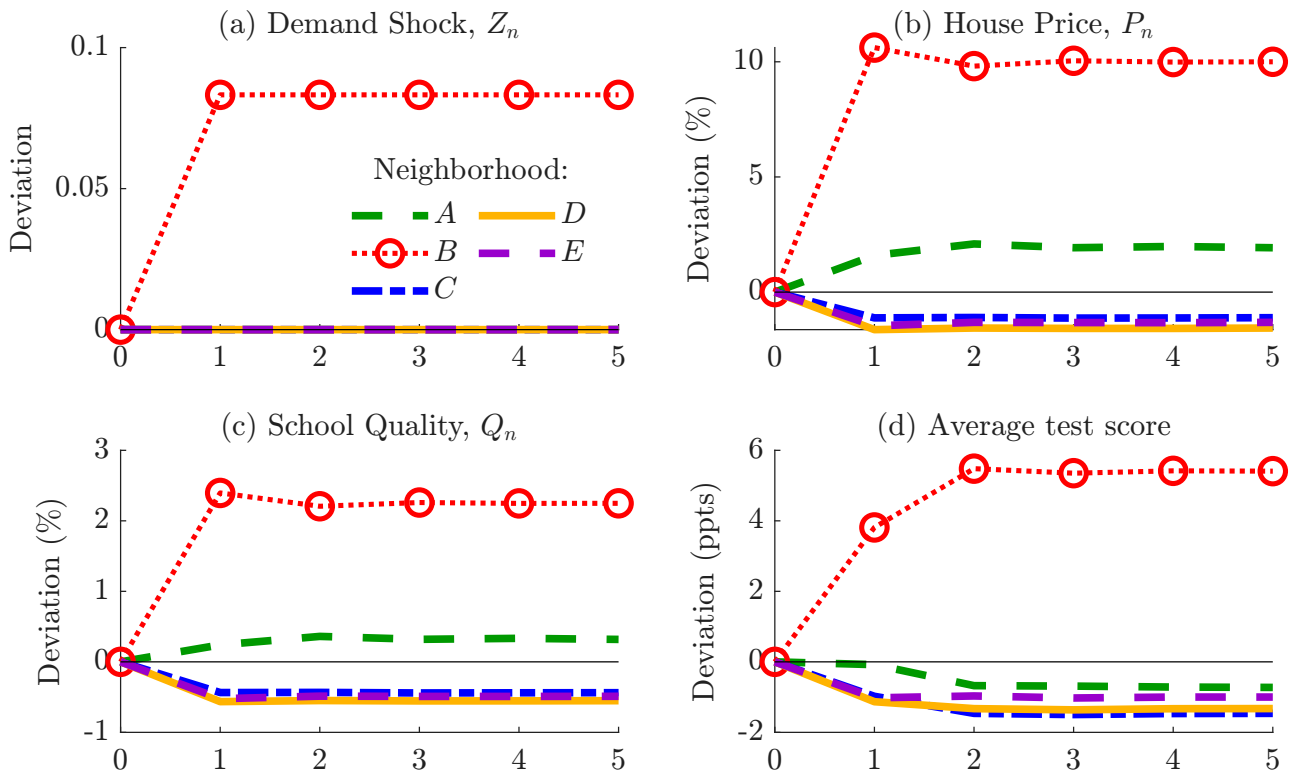 (a) Demand Shock, Zₙ
0.1
0.05
0
Deviation
0 1 2 3 4 5
Neighborhood:
A
D
B
E
C
(b) House Price, Pₙ
10
5
0
Deviation (%)
0 1 2 3 4 5
(c) School Quality, Qₙ
3
2
1
0
-1
Deviation (%)
0 1 2 3 4 5
(d) Average test score
6
4
2
0
-2
Deviation (ppts)
0 1 2 3 4 5